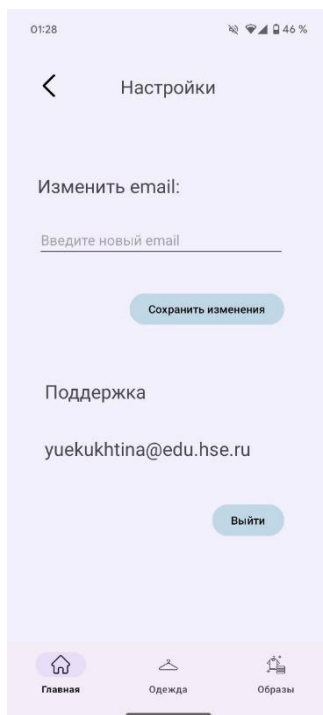 01:28 46 %
Настройки
Изменить email:
Введите новый email
Сохранить изменения
Поддержка
yuekukhtina@edu.hse.ru
Выйти
Главная Одежда Образы